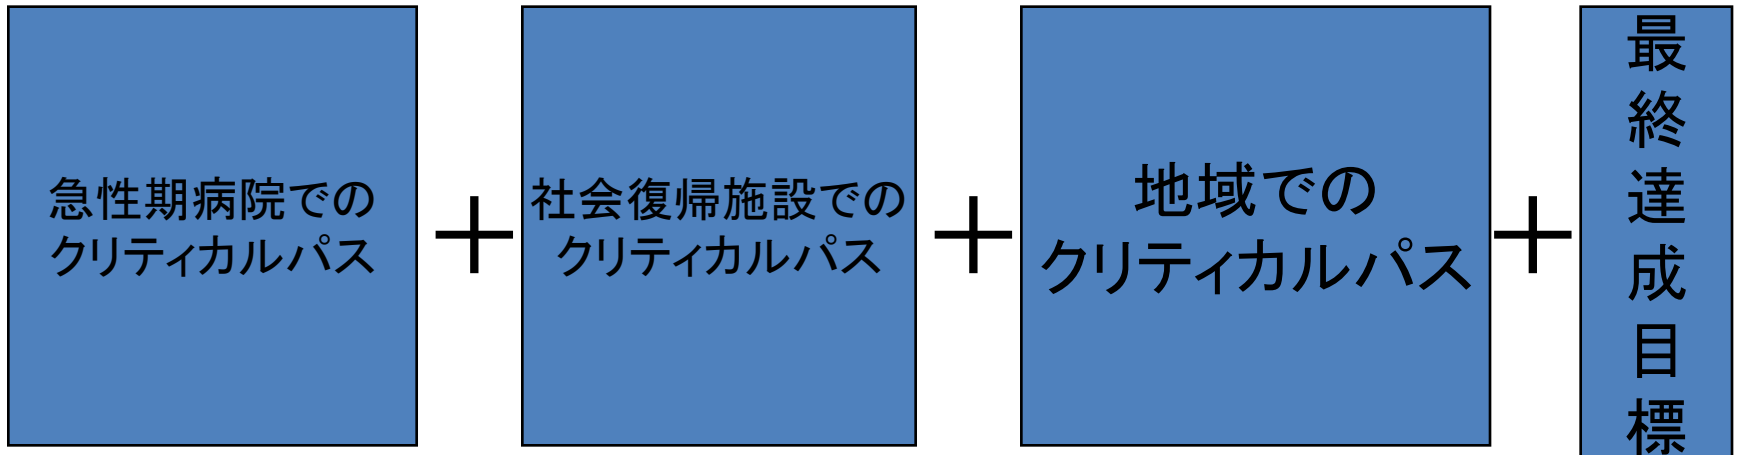 急性期病院での
クリティカルパス
＋
社会復帰施設での
クリティカルパス
＋
地域での
クリティカルパス
＋
最終達成目標